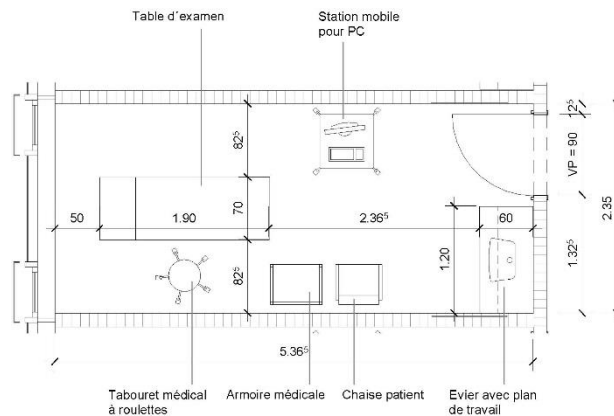 Table d´examen
Station mobile
pour PC
82⁵
12⁵
VP = 90
50
1.90
70
2.36⁵
60
2.35
1.20
1.32⁵
82⁵
5.36⁵
Tabouret médical
à roulettes
Armoire médicale
Chaise patient
Evier avec plan
de travail